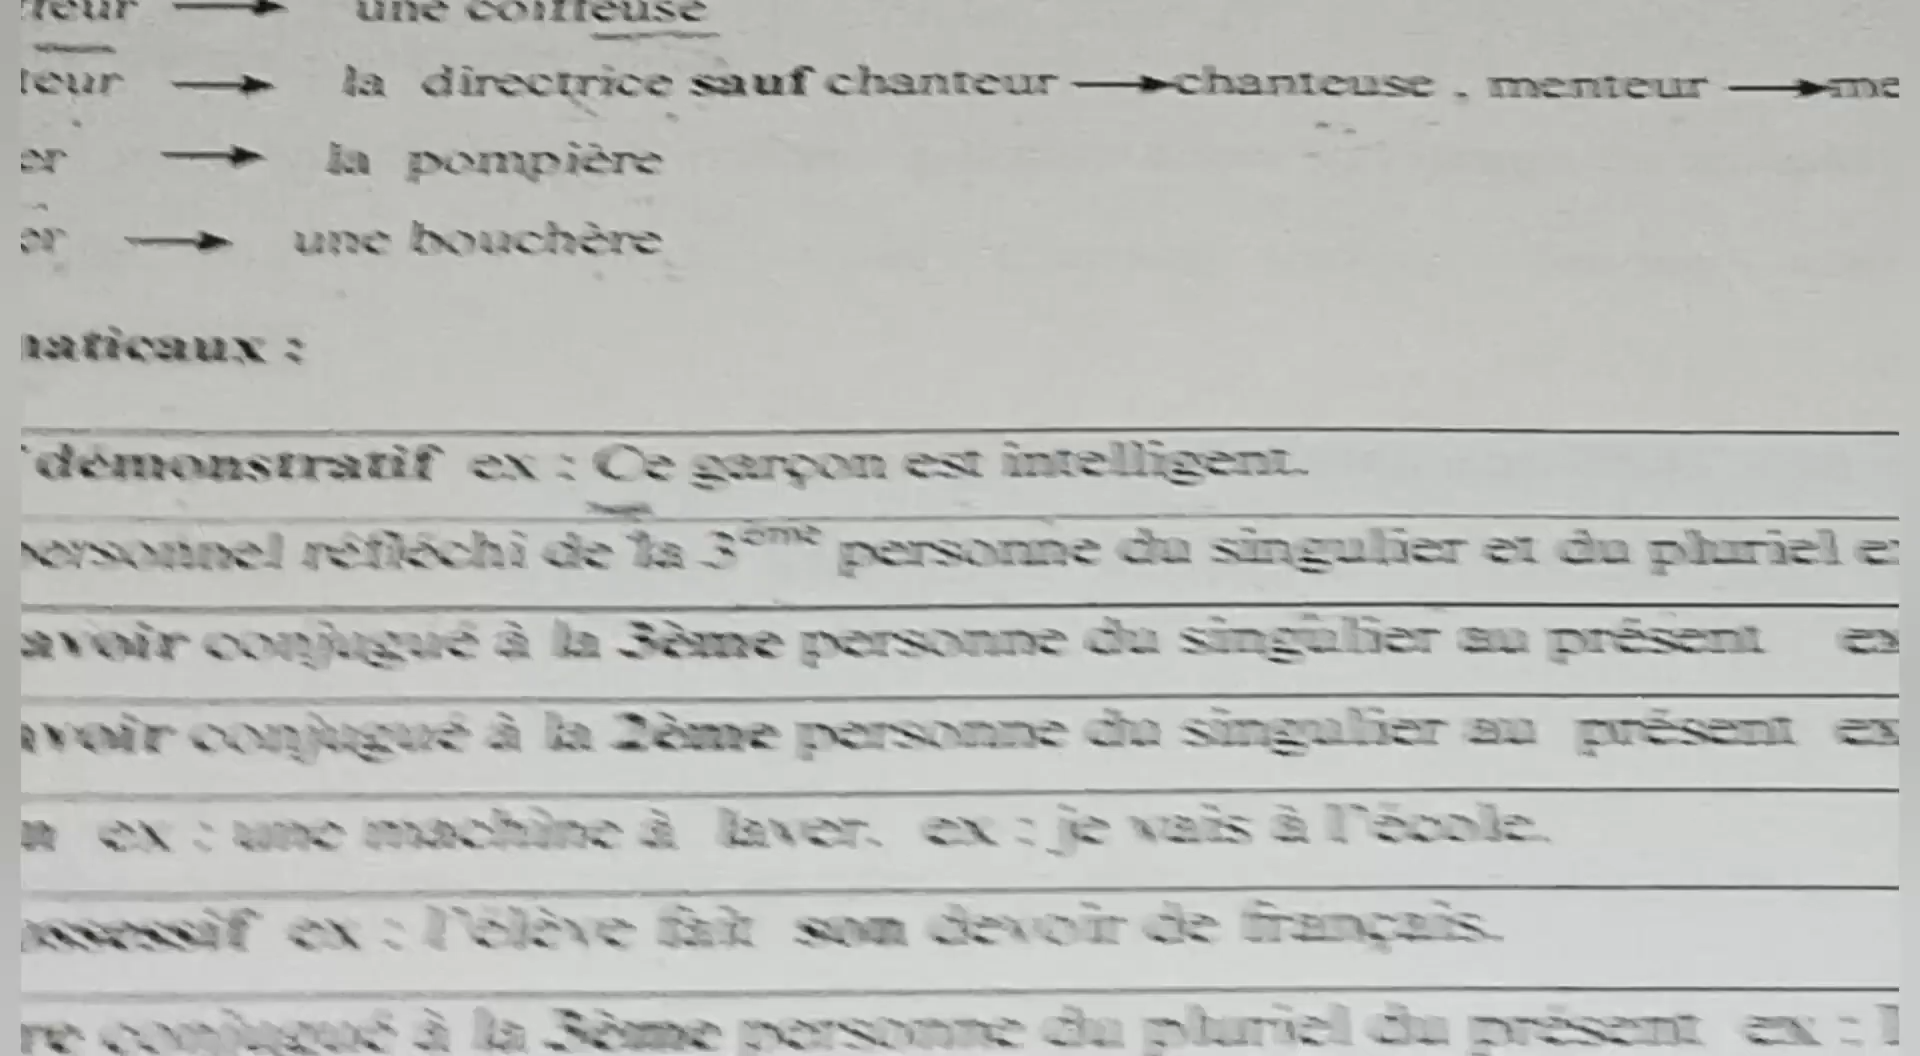 une coiffeuse
teur → la directrice sauf chanteur → chanteuse . menteur →
er → la pompière
er → une bouchère
maticaux :
démonstratif ex : Ce garçon est intelligent.
personnel réfléchi de la 3ème personne du singulier et du pluriel
avoir conjugué à la 3ème personne du singulier au présent ex
avoir conjugué à la 2ème personne du singulier au présent ex
ex : une machine à laver. ex : je vais à l'école.
ossessif ex : l'élève fait son devoir de français.
re conjugué à la 3ème personne du pluriel du présent ex : l